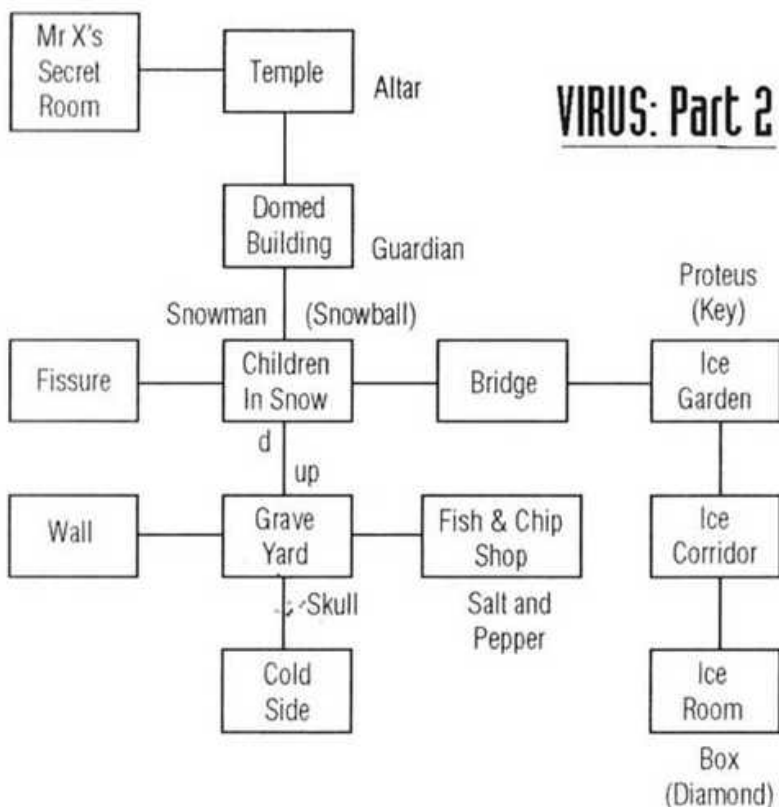 Mr X's
Secret
Room
Temple
Altar
VIRUS: Part 2
Domed
Building
Guardian
Snowman (Snowball)
Proteus
(Key)
Fissure
Children
In Snow
Bridge
Ice
Garden
d
up
Wall
Grave
Yard
Fish & Chip
Shop
Ice
Corridor
Skull
Salt and
Pepper
Cold
Side
Ice
Room
Box
(Diamond)